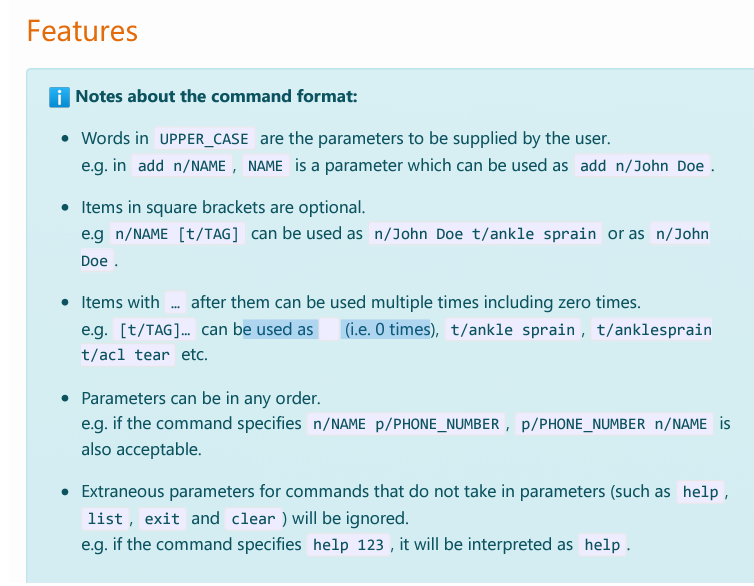 Features
Notes about the command format:
Words in UPPER_CASE are the parameters to be supplied by the user.
e.g. in add n/NAME, NAME is a parameter which can be used as add n/John Doe.
Items in square brackets are optional.
e.g n/NAME [t/TAG] can be used as n/John Doe t/ankle sprain or as n/John
Doe.
Items with … after them can be used multiple times including zero times.
e.g. [t/TAG]… can be used as (i.e. 0 times), t/ankle sprain, t/anklesprain
t/acl tear etc.
Parameters can be in any order.
e.g. if the command specifies n/NAME p/PHONE_NUMBER, p/PHONE_NUMBER n/NAME is
also acceptable.
Extraneous parameters for commands that do not take in parameters (such as help,
list, exit and clear) will be ignored.
e.g. if the command specifies help 123, it will be interpreted as help.